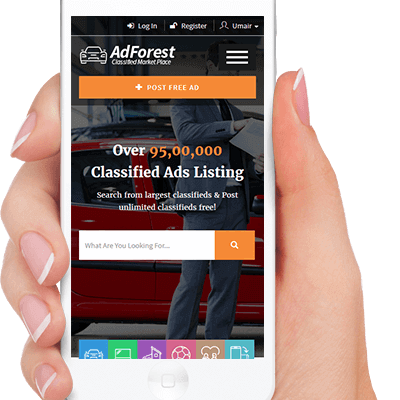 Log In Register Umair
AdForest
Classified Market Place
+ POST FREE AD
Over 95,00,000
Classified Ads Listing
Search from largest classifieds & Post
unlimited classifieds free!
What Are You Looking For...